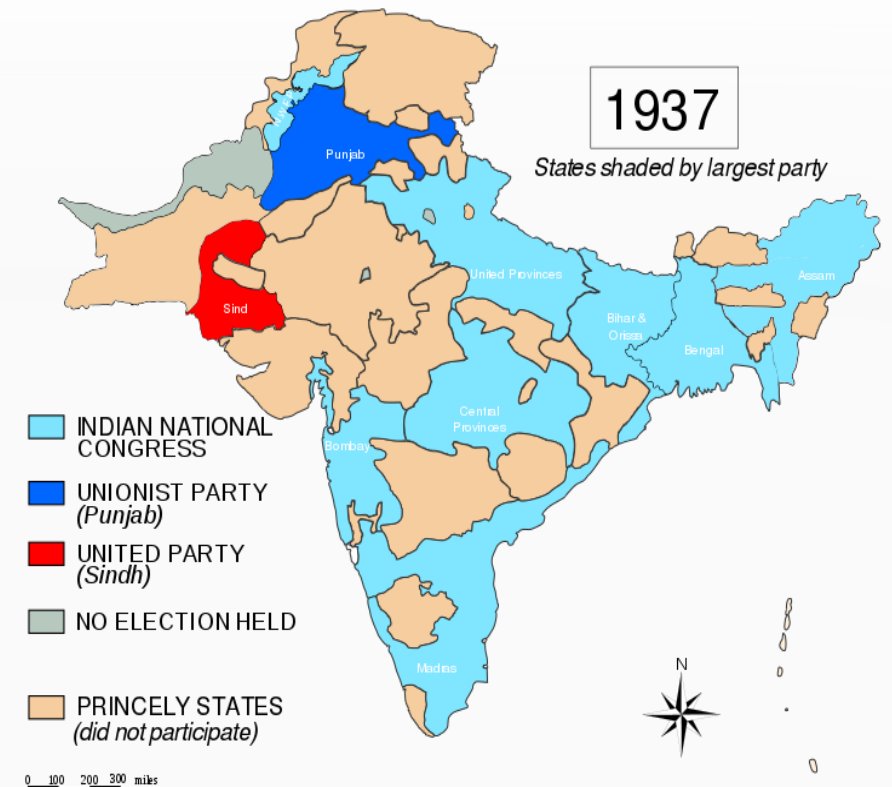 1937
States shaded by largest party
Punjab
United Provinces
Assam
Sind
Bihar &
Orissa
Bengal
Central
Provinces
Bombay
Madras
INDIAN NATIONAL
CONGRESS
UNIONIST PARTY
(Punjab)
UNITED PARTY
(Sindh)
NO ELECTION HELD
PRINCELY STATES
(did not participate)
N
0 100 200 300 miles